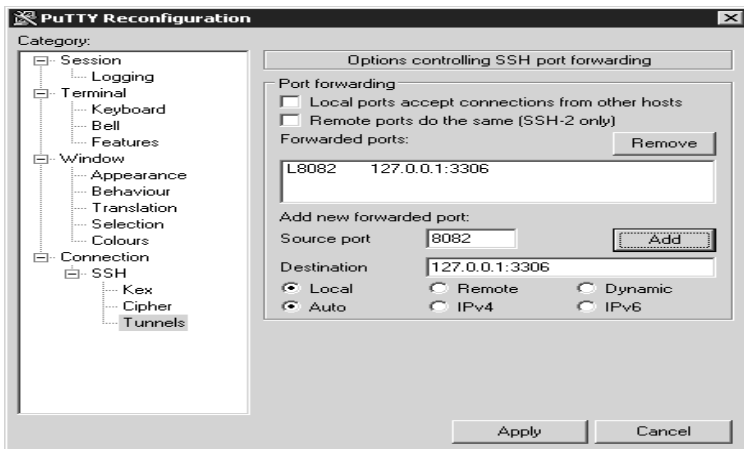 PuTTY Reconfiguration
Category:
Session
Logging
Terminal
Keyboard
Bell
Features
Window
Appearance
Behaviour
Translation
Selection
Colours
Connection
SSH
Kex
Cipher
Tunnels
Options controlling SSH port forwarding
Port forwarding
Local ports accept connections from other hosts
Remote ports do the same (SSH-2 only)
Forwarded ports:
Remove
L8082 127.0.0.1:3306
Add new forwarded port:
Source port 8082 Add
Destination 127.0.0.1:3306
Local Remote Dynamic
Auto IPv4 IPv6
Apply Cancel